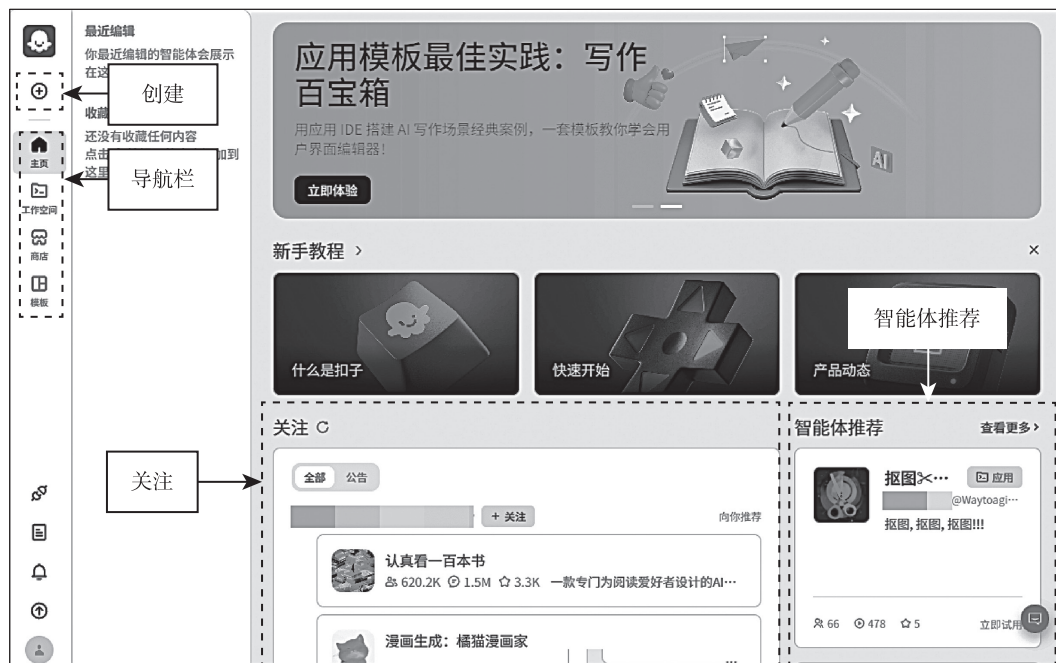 最近编辑
你最近编辑的智能体会展示
在这
创建
收藏
还没有收藏任何内容
点击
加到
这里
导航栏
主页
工作空间
商店
模板
应用模板最佳实践：写作
百宝箱
用应用 IDE 搭建 AI 写作场景经典案例，一套模板教你学会用
户界面编辑器！
立即体验
AI
新手教程 >
什么是扣子
快速开始
产品动态
智能体推荐
关注
关注
全部 公告
+ 关注
向你推荐
认真看一百本书
620.2K 1.5M 3.3K 一款专门为阅读爱好者设计的AI…
漫画生成：橘猫漫画家
智能体推荐
查看更多 >
抠图✂…
应用
@Waytoagi…
抠图, 抠图, 抠图!!!
66 478 5
立即试用